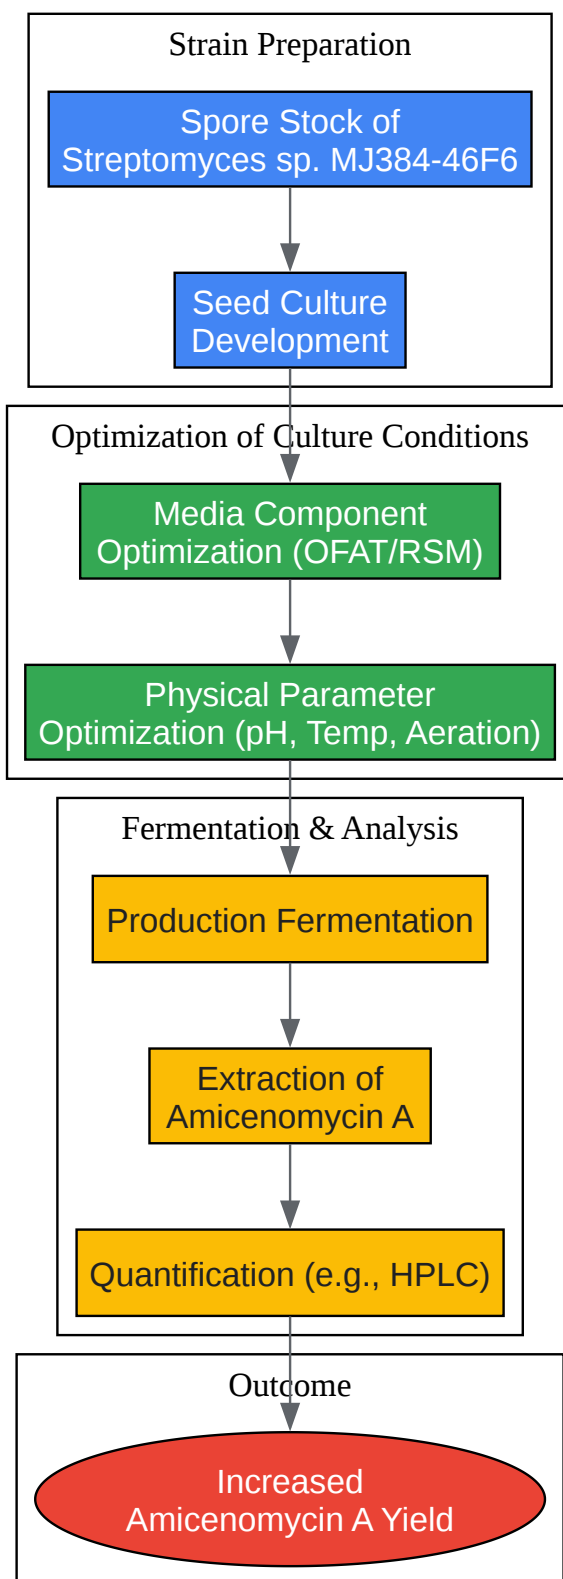 Strain Preparation
Spore Stock of
Streptomyces sp. MJ384-46F6
Seed Culture
Development
Optimization of Culture Conditions
Media Component
Optimization (OFAT/RSM)
Physical Parameter
Optimization (pH, Temp, Aeration)
Fermentation & Analysis
Production Fermentation
Extraction of
Amicenomycin A
Quantification (e.g., HPLC)
Outcome
Increased
Amicenomycin A Yield